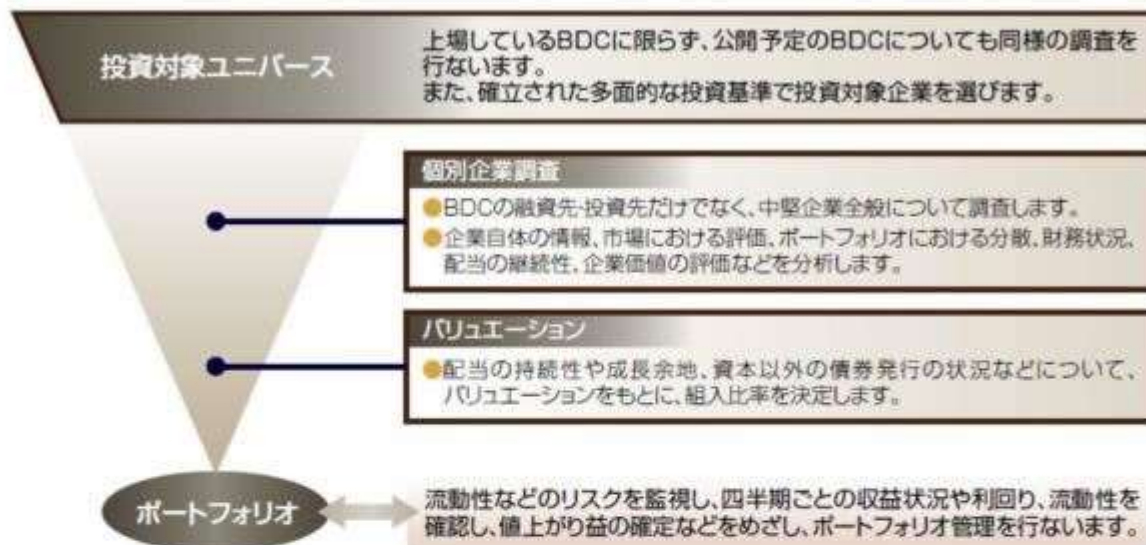 投資対象ユニバース
上場しているBDCに限らず、公開予定のBDCについても同様の調査を
行ないます。
また、確立された多面的な投資基準で投資対象企業を選びます。
個別企業調査
●BDCの融資先・投資先だけでなく、中堅企業全般について調査します。
●企業自体の情報、市場における評価、ポートフォリオにおける分散、財務状況、
配当の継続性、企業価値の評価などを分析します。
バリュエーション
●配当の持続性や成長余地、資本以外の債券発行の状況などについて、
バリュエーションをもとに、組入比率を決定します。
ポートフォリオ
流動性などのリスクを監視し、四半期ごとの収益状況や利回り、流動性を
確認し、値上がり益の確定などをめざし、ポートフォリオ管理を行ないます。